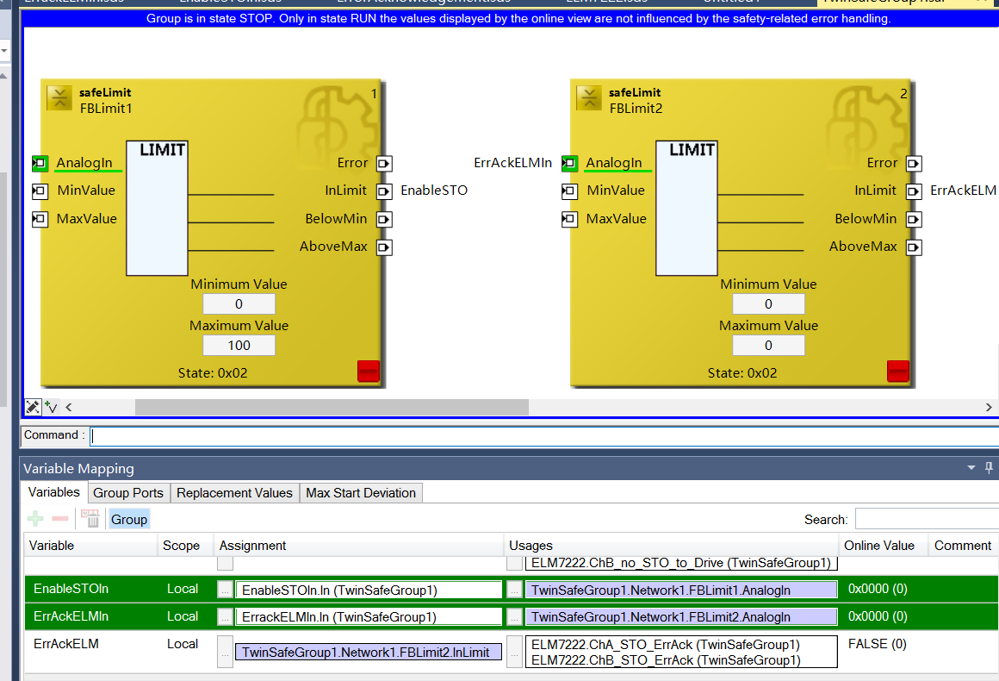 Group is in state STOP. Only in state RUN the values displayed by the online view are not influenced by the safety-related error handling.
safeLimit
FBLimit1
1
LIMIT
AnalogIn
MinValue
MaxValue
Error
InLimit
EnableSTO
BelowMin
AboveMax
Minimum Value
0
Maximum Value
100
State: 0x02
safeLimit
FBLimit2
2
LIMIT
ErrAckELMIn
AnalogIn
MinValue
MaxValue
Error
InLimit
ErrAckELM
BelowMin
AboveMax
Minimum Value
0
Maximum Value
0
State: 0x02
Command :
Variable Mapping
Variables Group Ports Replacement Values Max Start Deviation
Group Search:
Variable Scope Assignment Usages Online Value Comment
ELM7222.ChB_no_STO_to_Drive (TwinSafeGroup1)
EnableSTOIn Local ... EnableSTOIn.In (TwinSafeGroup1) ... TwinSafeGroup1.Network1.FBLimit1.AnalogIn 0x0000 (0)
ErrAckELMIn Local ... ErrackELMIn.In (TwinSafeGroup1) ... TwinSafeGroup1.Network1.FBLimit2.AnalogIn 0x0000 (0)
ErrAckELM Local ... TwinSafeGroup1.Network1.FBLimit2.InLimit ... ELM7222.ChA_STO_ErrAck (TwinSafeGroup1) FALSE (0)
ELM7222.ChB_STO_ErrAck (TwinSafeGroup1)